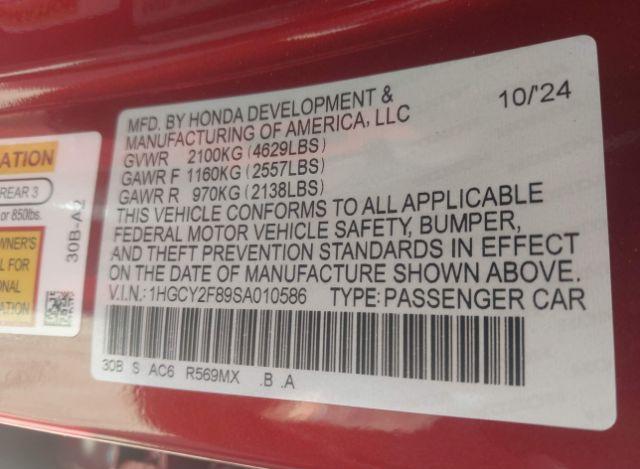 MFD. BY HONDA DEVELOPMENT &
MANUFACTURING OF AMERICA, LLC
10/'24
GVWR 2100KG (4629LBS)
GAWR F 1160KG (2557LBS)
GAWR R 970KG (2138LBS)
THIS VEHICLE CONFORMS TO ALL APPLICABLE
FEDERAL MOTOR VEHICLE SAFETY, BUMPER,
AND THEFT PREVENTION STANDARDS IN EFFECT
ON THE DATE OF MANUFACTURE SHOWN ABOVE.
V.I.N.: 1HGCY2F89SA010586 TYPE: PASSENGER CAR
30B S AC6 R569MX .B .A
REAR 3
or 850lbs.
30B-A2